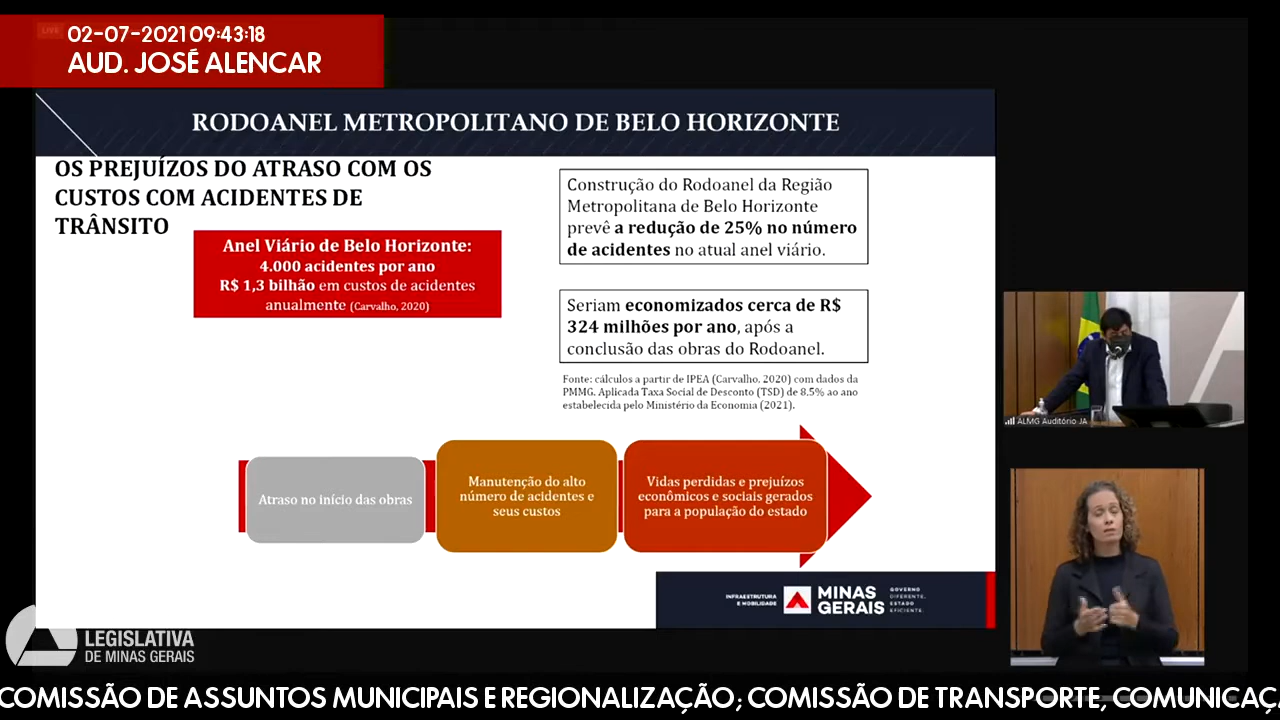 LIVE
02-07-2021 09:43:18
AUD. JOSÉ ALENCAR
RODOANEL METROPOLITANO DE BELO HORIZONTE
OS PREJUÍZOS DO ATRASO COM OS
CUSTOS COM ACIDENTES DE
TRÂNSITO
Anel Viário de Belo Horizonte:
4.000 acidentes por ano
R$ 1,3 bilhão em custos de acidentes
anualmente (Carvalho, 2020)
Construção do Rodoanel da Região
Metropolitana de Belo Horizonte
prevê a redução de 25% no número
de acidentes no atual anel viário.
Seriam economizados cerca de R$
324 milhões por ano, após a
conclusão das obras do Rodoanel.
Fonte: cálculos a partir de IPEA (Carvalho, 2020) com dados da
PMMG. Aplicada Taxa Social de Desconto (TSD) de 8,5% ao ano
estabelecida pelo Ministério da Economia (2021).
Atraso no início das obras
Manutenção do alto
número de acidentes e
seus custos
Vidas perdidas e prejuízos
econômicos e sociais gerados
para a população do estado
INFRAESTRUTURA
E MOBILIDADE
MINAS
GERAIS
GOVERNO
DIFERENTE.
ESTADO
EFICIENTE.
ALMG Auditório JA
LEGISLATIVA
DE MINAS GERAIS
COMISSÃO DE ASSUNTOS MUNICIPAIS E REGIONALIZAÇÃO; COMISSÃO DE TRANSPORTE, COMUNICAÇ